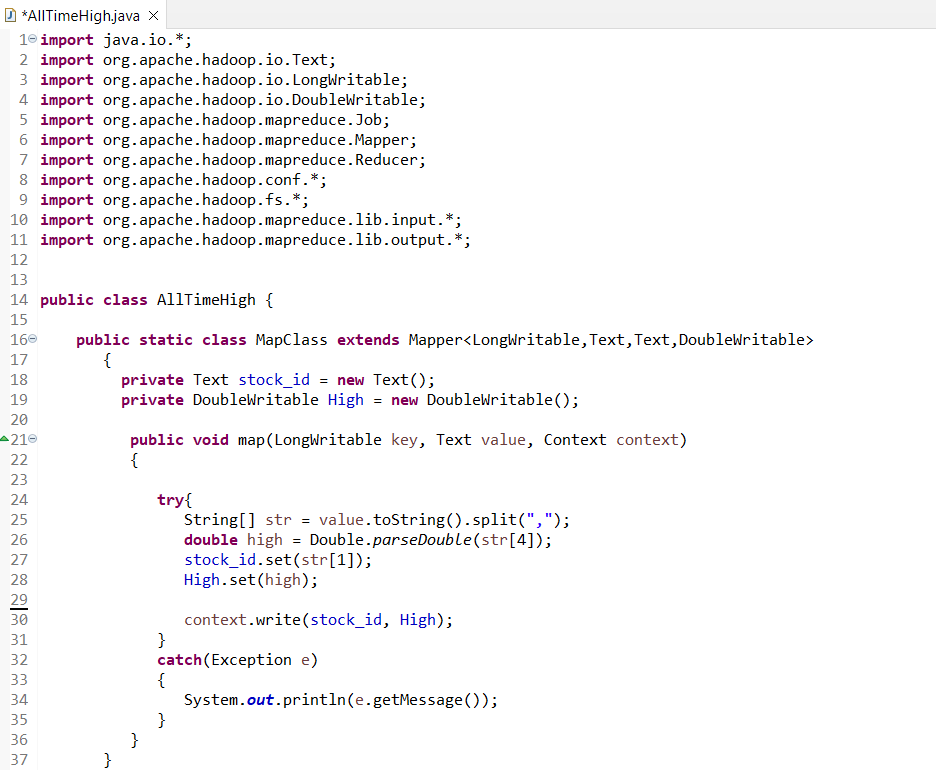 *AllTimeHigh.java
1 import java.io.*;
2 import org.apache.hadoop.io.Text;
3 import org.apache.hadoop.io.LongWritable;
4 import org.apache.hadoop.io.DoubleWritable;
5 import org.apache.hadoop.mapreduce.Job;
6 import org.apache.hadoop.mapreduce.Mapper;
7 import org.apache.hadoop.mapreduce.Reducer;
8 import org.apache.hadoop.conf.*;
9 import org.apache.hadoop.fs.*;
10 import org.apache.hadoop.mapreduce.lib.input.*;
11 import org.apache.hadoop.mapreduce.lib.output.*;
12
13
14 public class AllTimeHigh {
15
16 public static class MapClass extends Mapper<LongWritable,Text,Text,DoubleWritable>
17 {
18 private Text stock_id = new Text();
19 private DoubleWritable High = new DoubleWritable();
20
21 public void map(LongWritable key, Text value, Context context)
22 {
23
24 try{
25 String[] str = value.toString().split(",");
26 double high = Double.parseDouble(str[4]);
27 stock_id.set(str[1]);
28 High.set(high);
29
30 context.write(stock_id, High);
31 }
32 catch(Exception e)
33 {
34 System.out.println(e.getMessage());
35 }
36 }
37 }